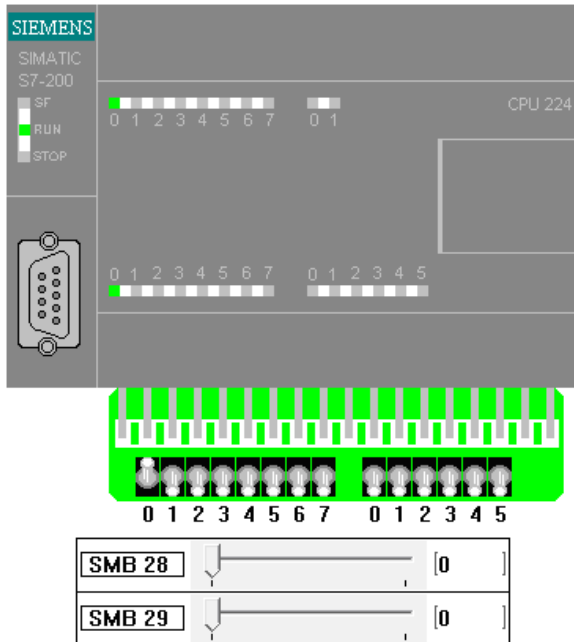 SIEMENS
SIMATIC
S7-200
SF
RUN
STOP
0 1 2 3 4 5 6 7 0 1
CPU 224
0 1 2 3 4 5 6 7 0 1 2 3 4 5
0 1 2 3 4 5 6 7 0 1 2 3 4 5
SMB 28 [0 ]
SMB 29 [0 ]